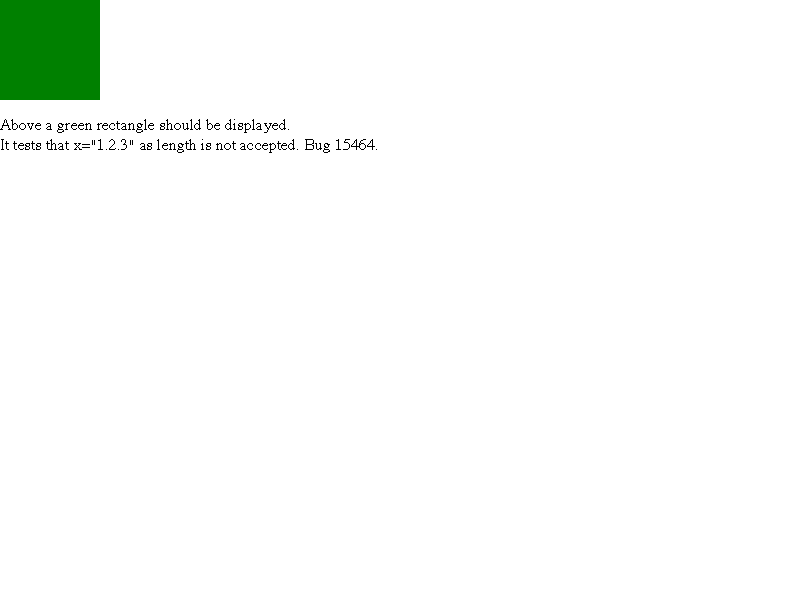 Above a green rectangle should be displayed.
It tests that x="1.2.3" as length is not accepted. Bug 15464.